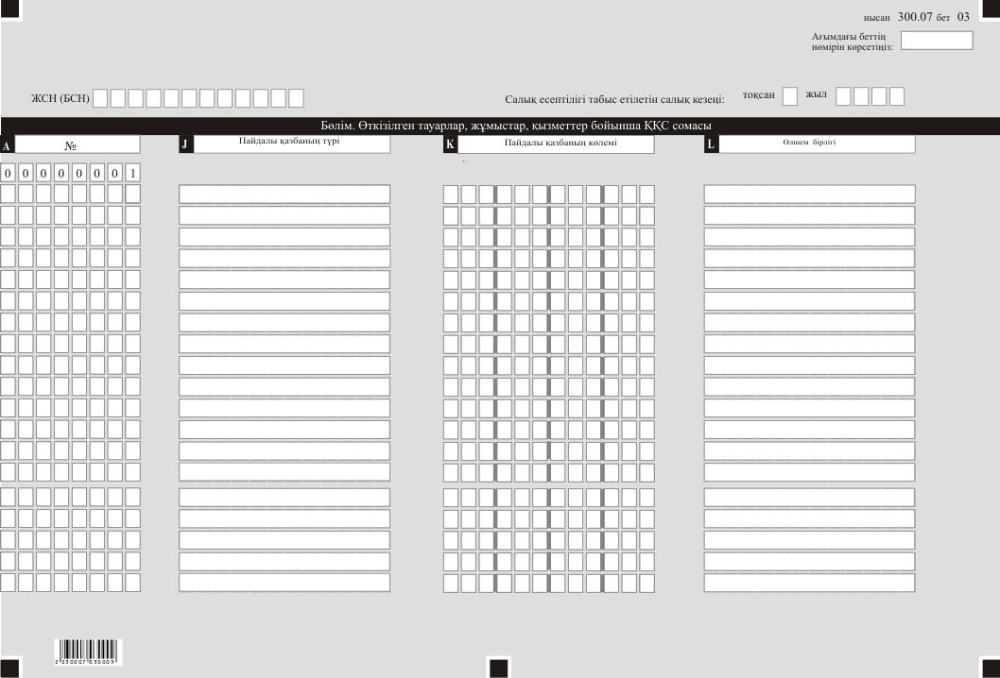 нысан 300.07 бет 03
Ағымдағы беттің
нөмірін көрсетіңіз:
ЖСН (БСН)
Салық есептілігі табыс етілетін салық кезеңі: тоқсан жыл
Бөлім. Өткізілген тауарлар, жұмыстар, қызметтер бойынша ҚҚС сомасы
A № J Пайдалы қазбаның түрі K Пайдалы қазбаның көлемі L Өлшем бірлігі
0 0 0 0 0 0 0 1
2 230007 030009